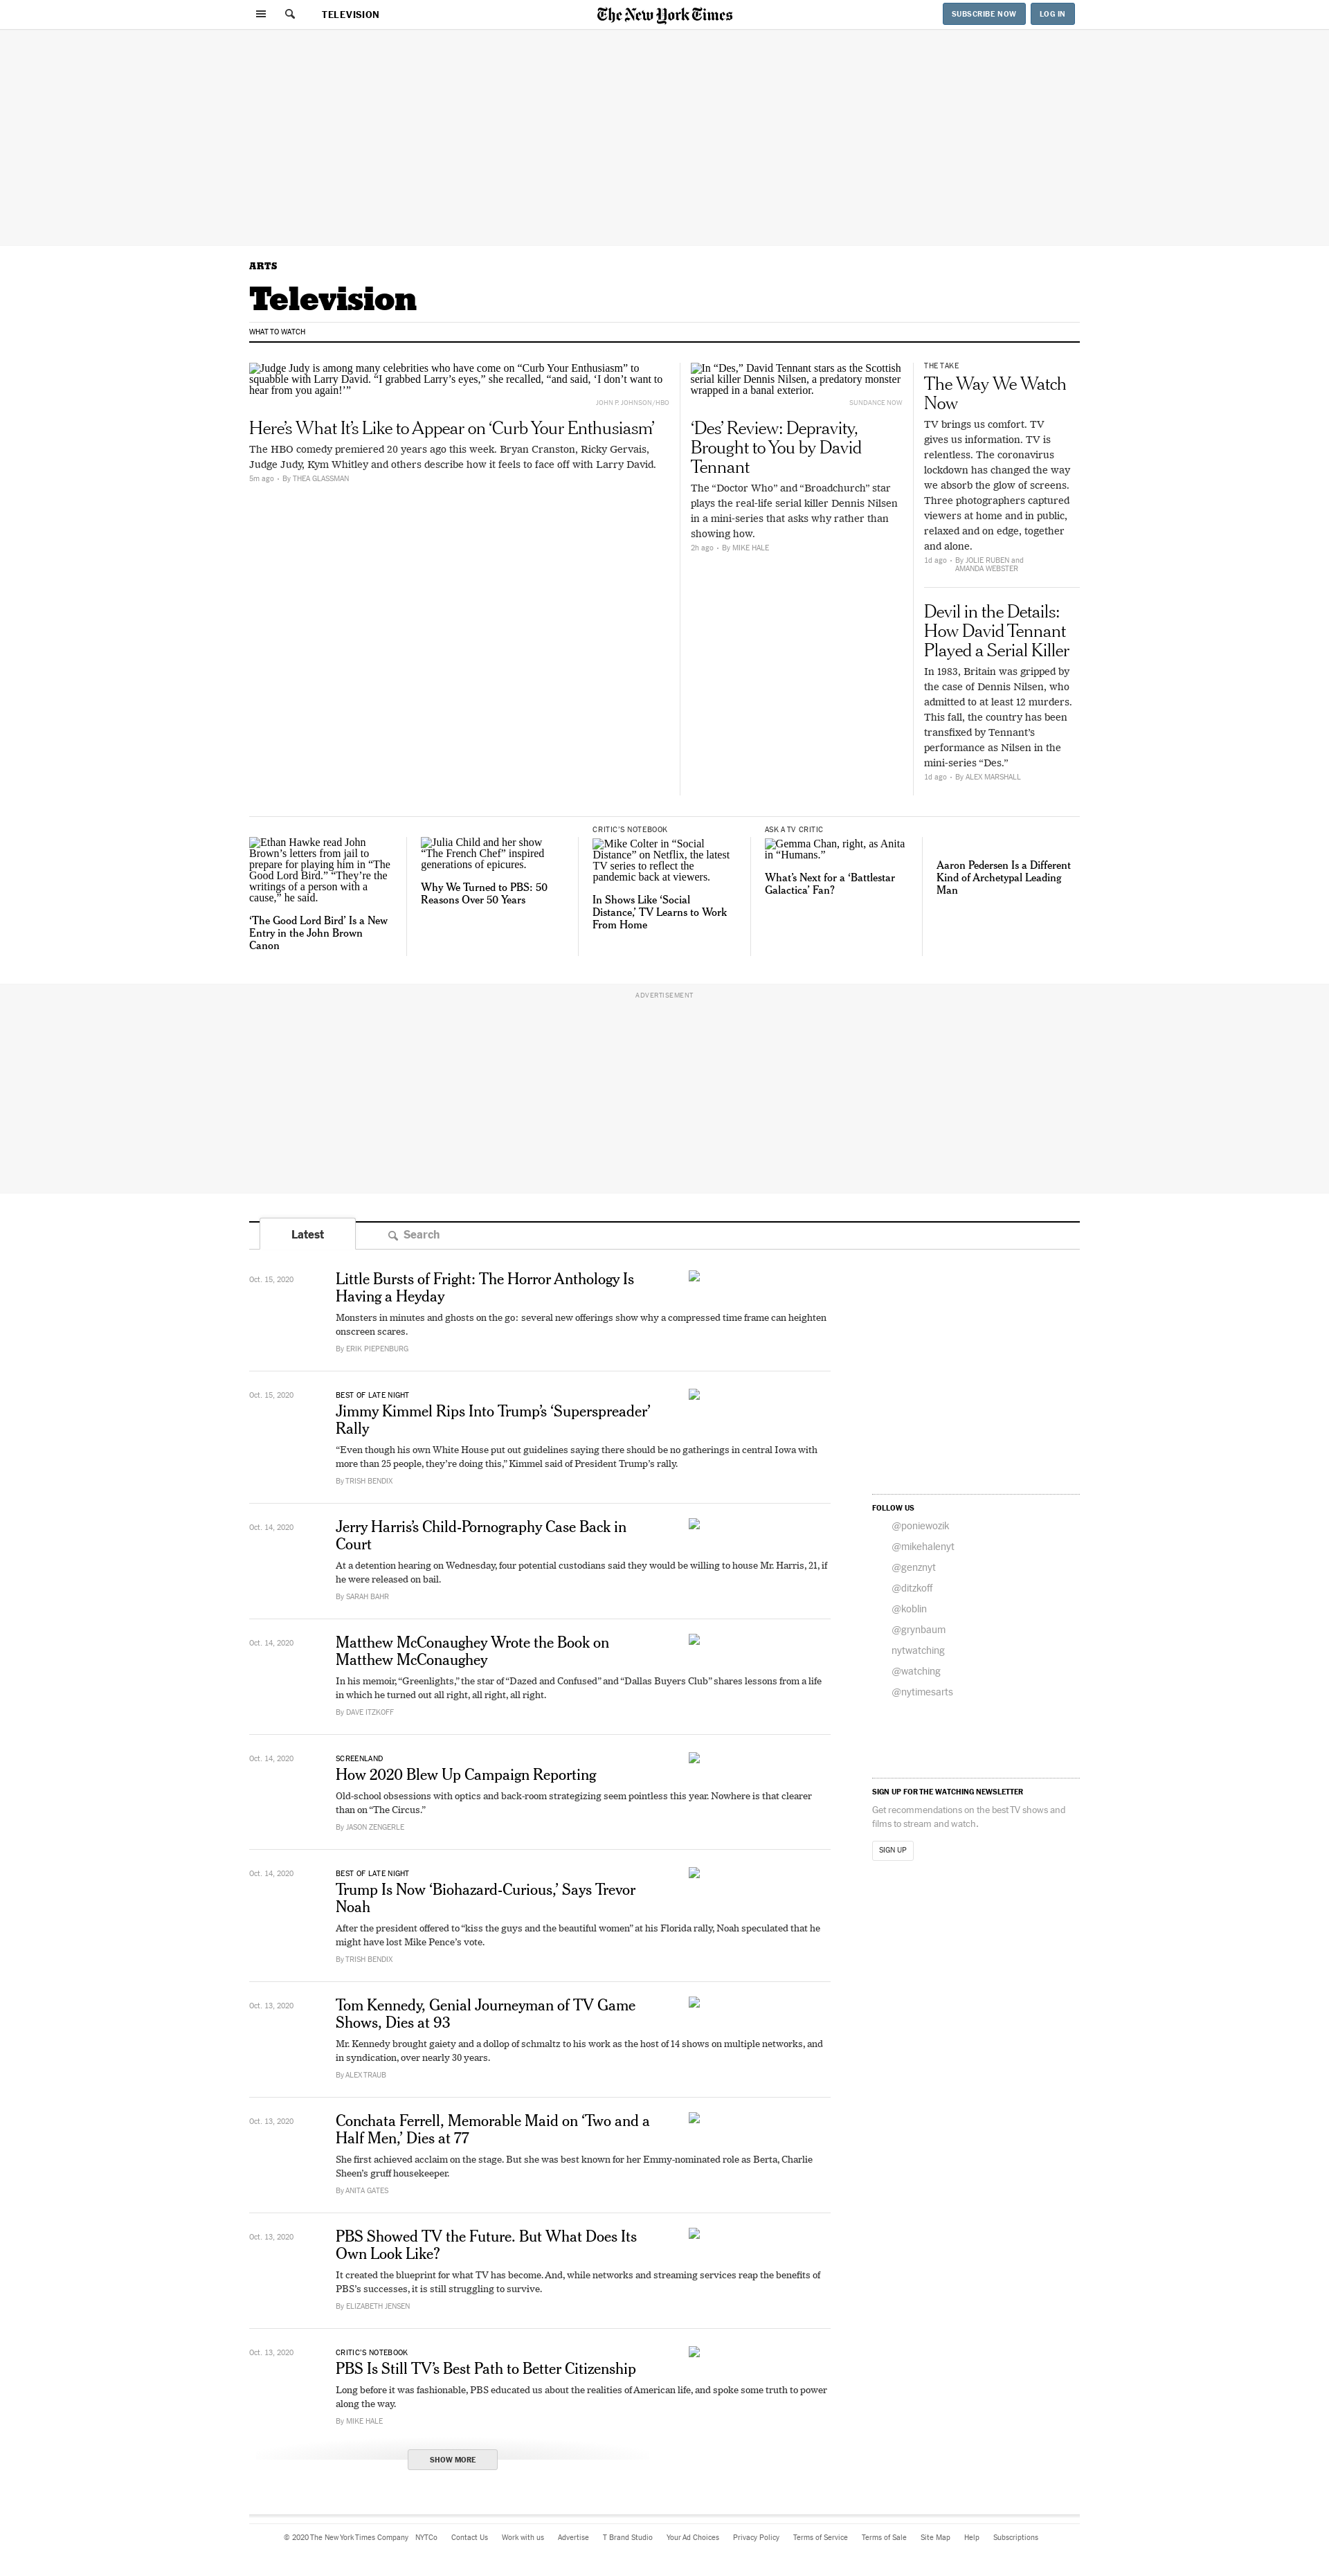 TELEVISION
The New York Times
SUBSCRIBE NOW
LOG IN
ARTS
Television
WHAT TO WATCH
Judge Judy is among many celebrities who have come on “Curb Your Enthusiasm” to
squabble with Larry David. “I grabbed Larry’s eyes,” she recalled, “and said, ‘I don’t want to
hear from you again!’”
JOHN P. JOHNSON/HBO
Here’s What It’s Like to Appear on ‘Curb Your Enthusiasm’
The HBO comedy premiered 20 years ago this week. Bryan Cranston, Ricky Gervais,
Judge Judy, Kym Whitley and others describe how it feels to face off with Larry David.
5m ago • By THEA GLASSMAN
In “Des,” David Tennant stars as the Scottish
serial killer Dennis Nilsen, a predatory monster
wrapped in a banal exterior.
SUNDANCE NOW
‘Des’ Review: Depravity,
Brought to You by David
Tennant
The “Doctor Who” and “Broadchurch” star
plays the real-life serial killer Dennis Nilsen
in a mini-series that asks why rather than
showing how.
2h ago • By MIKE HALE
THE TAKE
The Way We Watch
Now
TV brings us comfort. TV
gives us information. TV is
relentless. The coronavirus
lockdown has changed the way
we absorb the glow of screens.
Three photographers captured
viewers at home and in public,
relaxed and on edge, together
and alone.
1d ago • By JOLIE RUBEN and
AMANDA WEBSTER
Devil in the Details:
How David Tennant
Played a Serial Killer
In 1983, Britain was gripped by
the case of Dennis Nilsen, who
admitted to at least 12 murders.
This fall, the country has been
transfixed by Tennant’s
performance as Nilsen in the
mini-series “Des.”
1d ago • By ALEX MARSHALL
Ethan Hawke read John
Brown’s letters from jail to
prepare for playing him in “The
Good Lord Bird.” “They’re the
writings of a person with a
cause,” he said.
‘The Good Lord Bird’ Is a New
Entry in the John Brown
Canon
Julia Child and her show
“The French Chef” inspired
generations of epicures.
Why We Turned to PBS: 50
Reasons Over 50 Years
CRITIC’S NOTEBOOK
Mike Colter in “Social
Distance” on Netflix, the latest
TV series to reflect the
pandemic back at viewers.
In Shows Like ‘Social
Distance,’ TV Learns to Work
From Home
ASK A TV CRITIC
Gemma Chan, right, as Anita
in “Humans.”
What’s Next for a ‘Battlestar
Galactica’ Fan?
Aaron Pedersen Is a Different
Kind of Archetypal Leading
Man
ADVERTISEMENT
Latest
Search
Oct. 15, 2020
Little Bursts of Fright: The Horror Anthology Is
Having a Heyday
Monsters in minutes and ghosts on the go: several new offerings show why a compressed time frame can heighten
onscreen scares.
By ERIK PIEPENBURG
Oct. 15, 2020
BEST OF LATE NIGHT
Jimmy Kimmel Rips Into Trump’s ‘Superspreader’
Rally
“Even though his own White House put out guidelines saying there should be no gatherings in central Iowa with
more than 25 people, they’re doing this,” Kimmel said of President Trump’s rally.
By TRISH BENDIX
Oct. 14, 2020
Jerry Harris’s Child-Pornography Case Back in
Court
At a detention hearing on Wednesday, four potential custodians said they would be willing to house Mr. Harris, 21, if
he were released on bail.
By SARAH BAHR
Oct. 14, 2020
Matthew McConaughey Wrote the Book on
Matthew McConaughey
In his memoir, “Greenlights,” the star of “Dazed and Confused” and “Dallas Buyers Club” shares lessons from a life
in which he turned out all right, all right, all right.
By DAVE ITZKOFF
Oct. 14, 2020
SCREENLAND
How 2020 Blew Up Campaign Reporting
Old-school obsessions with optics and back-room strategizing seem pointless this year. Nowhere is that clearer
than on “The Circus.”
By JASON ZENGERLE
Oct. 14, 2020
BEST OF LATE NIGHT
Trump Is Now ‘Biohazard-Curious,’ Says Trevor
Noah
After the president offered to “kiss the guys and the beautiful women” at his Florida rally, Noah speculated that he
might have lost Mike Pence’s vote.
By TRISH BENDIX
Oct. 13, 2020
Tom Kennedy, Genial Journeyman of TV Game
Shows, Dies at 93
Mr. Kennedy brought gaiety and a dollop of schmaltz to his work as the host of 14 shows on multiple networks, and
in syndication, over nearly 30 years.
By ALEX TRAUB
Oct. 13, 2020
Conchata Ferrell, Memorable Maid on ‘Two and a
Half Men,’ Dies at 77
She first achieved acclaim on the stage. But she was best known for her Emmy-nominated role as Berta, Charlie
Sheen’s gruff housekeeper.
By ANITA GATES
Oct. 13, 2020
PBS Showed TV the Future. But What Does Its
Own Look Like?
It created the blueprint for what TV has become. And, while networks and streaming services reap the benefits of
PBS’s successes, it is still struggling to survive.
By ELIZABETH JENSEN
Oct. 13, 2020
CRITIC’S NOTEBOOK
PBS Is Still TV’s Best Path to Better Citizenship
Long before it was fashionable, PBS educated us about the realities of American life, and spoke some truth to power
along the way.
By MIKE HALE
SHOW MORE
FOLLOW US
@poniewozik
@mikehalenyt
@genznyt
@ditzkoff
@koblin
@grynbaum
nytwatching
@watching
@nytimesarts
SIGN UP FOR THE WATCHING NEWSLETTER
Get recommendations on the best TV shows and
films to stream and watch.
SIGN UP
© 2020 The New York Times Company NYTCo Contact Us Work with us Advertise T Brand Studio Your Ad Choices Privacy Policy Terms of Service Terms of Sale Site Map Help Subscriptions